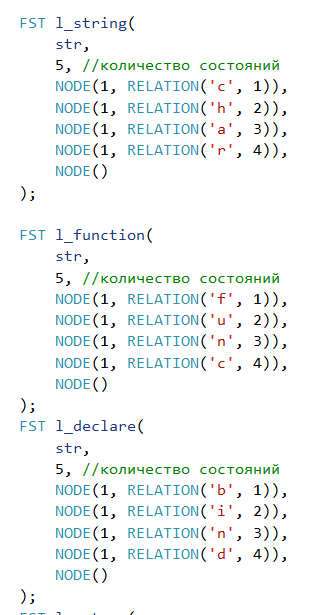 FST l_string(
str,
5, //количество состояний
NODE(1, RELATION('c', 1)),
NODE(1, RELATION('h', 2)),
NODE(1, RELATION('a', 3)),
NODE(1, RELATION('r', 4)),
NODE()
);
FST l_function(
str,
5, //количество состояний
NODE(1, RELATION('f', 1)),
NODE(1, RELATION('u', 2)),
NODE(1, RELATION('n', 3)),
NODE(1, RELATION('c', 4)),
NODE()
);
FST l_declare(
str,
5, //количество состояний
NODE(1, RELATION('b', 1)),
NODE(1, RELATION('i', 2)),
NODE(1, RELATION('n', 3)),
NODE(1, RELATION('d', 4)),
NODE()
);